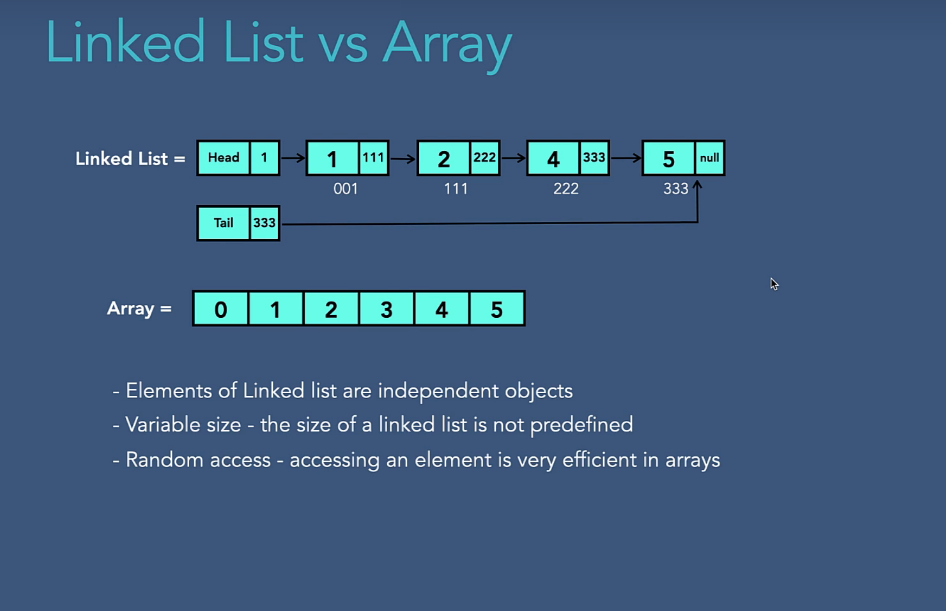 Linked List vs Array
Linked List = Head 1 1 111 2 222 4 333 5 null
001 111 222 333
Tail 333
Array = 0 1 2 3 4 5
- Elements of Linked list are independent objects
- Variable size - the size of a linked list is not predefined
- Random access - accessing an element is very efficient in arrays